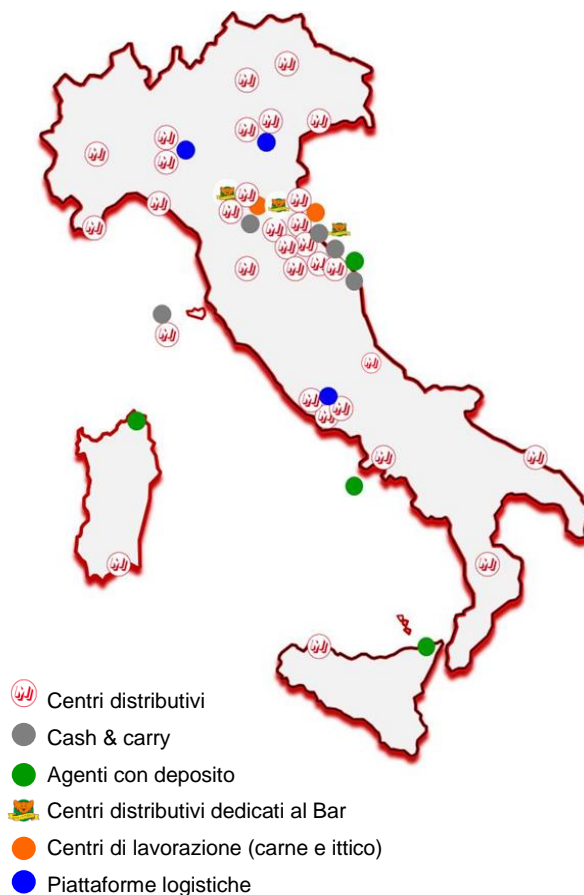 Centri distributivi
Cash & carry
Agenti con deposito
Centri distributivi dedicati al Bar
Centri di lavorazione (carne e ittico)
Piattaforme logistiche